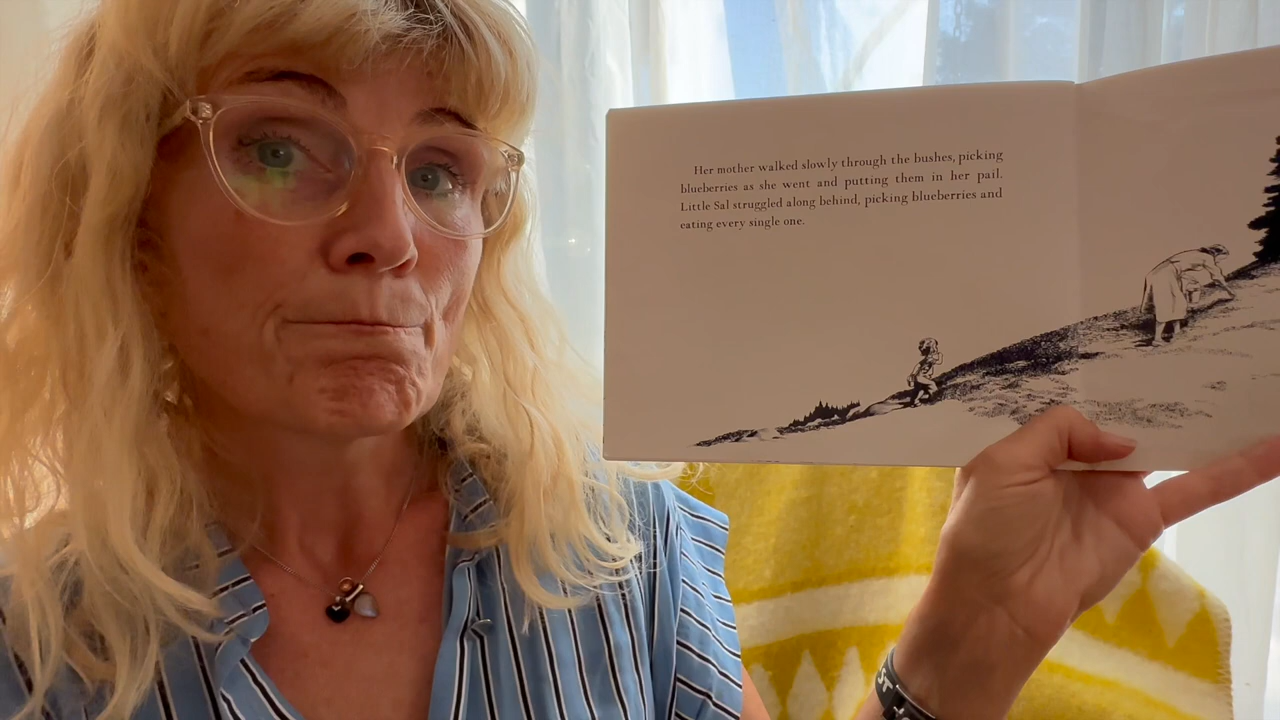 Her mother walked slowly through the bushes, picking
blueberries as she went and putting them in her pail.
Little Sal struggled along behind, picking blueberries and
eating every single one.